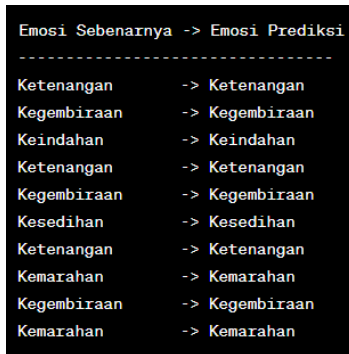 Emosi Sebenarnya -> Emosi Prediksi
---------------------------------
Ketenangan -> Ketenangan
Kegembiraan -> Kegembiraan
Keindahan -> Keindahan
Ketenangan -> Ketenangan
Kegembiraan -> Kegembiraan
Kesedihan -> Kesedihan
Ketenangan -> Ketenangan
Kemarahan -> Kemarahan
Kegembiraan -> Kegembiraan
Kemarahan -> Kemarahan